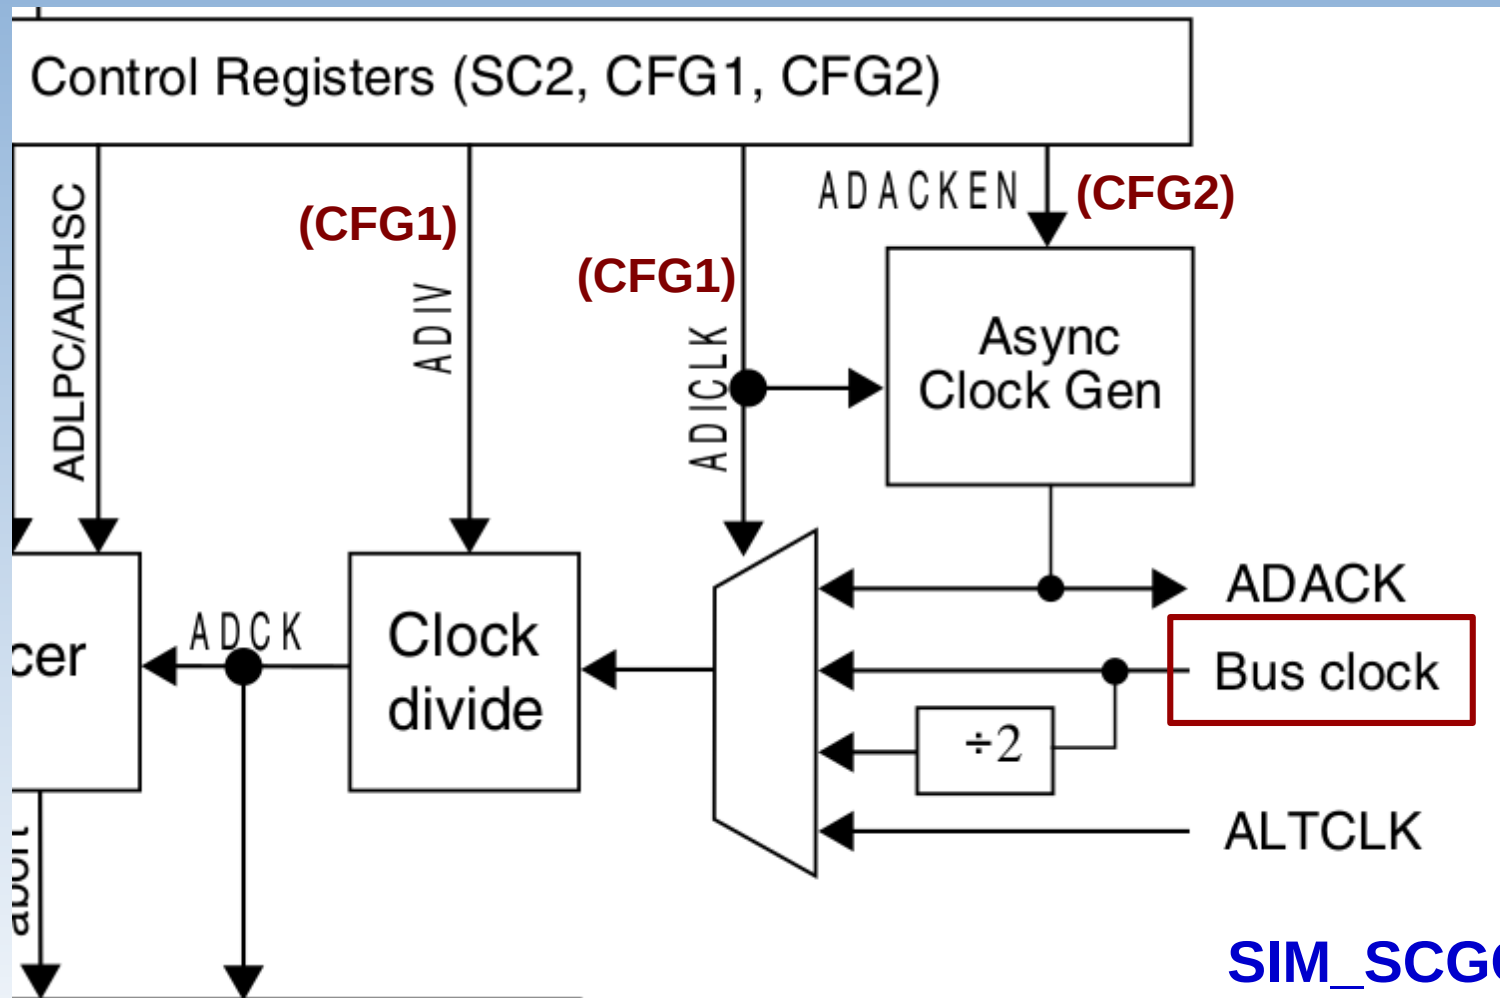 Control Registers (SC2, CFG1, CFG2)
ADLPC/ADHSC
(CFG1)
ADIV
(CFG1)
ADICLK
ADACKEN
(CFG2)
Async
Clock Gen
ADACK
Bus clock
÷2
ALTCLK
Clock
divide
ADCK
cer
abort